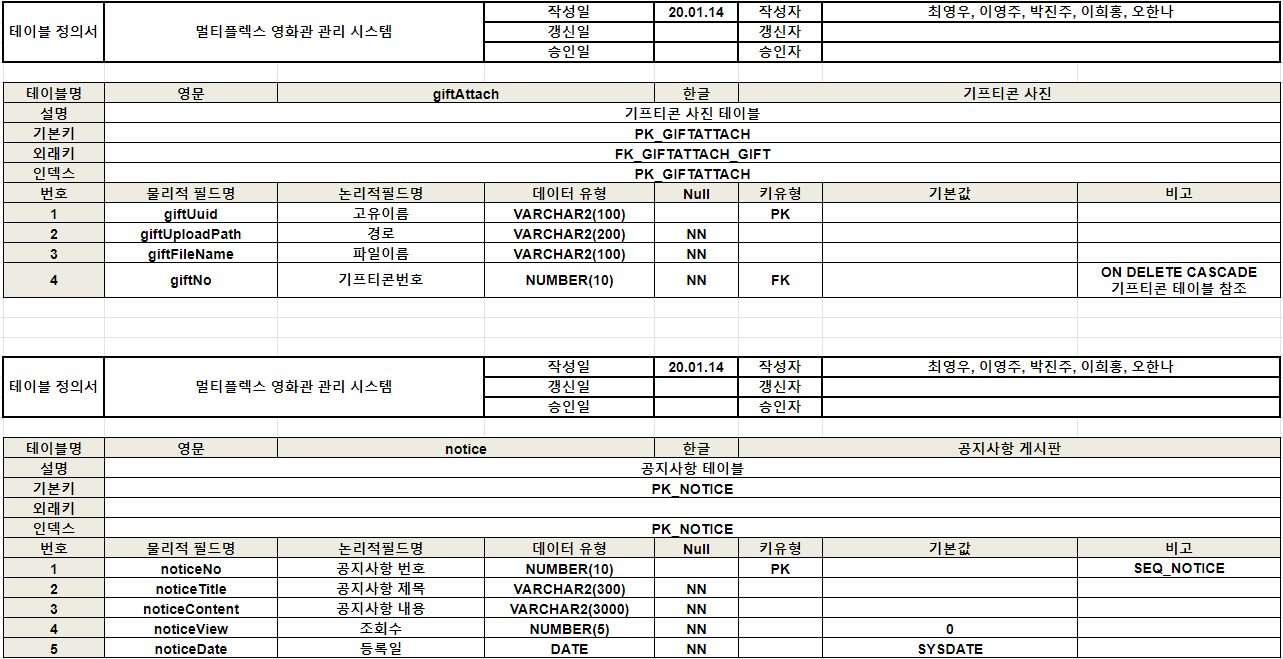 테이블 정의서 멀티플렉스 영화관 관리 시스템 작성일 20.01.14 작성자 최영우, 이영주, 박진주, 이희홍, 오한나
갱신일 갱신자
승인일 승인자
테이블명 영문 giftAttach 한글 기프티콘 사진
설명 기프티콘 사진 테이블
기본키 PK_GIFTATTACH
외래키 FK_GIFTATTACH_GIFT
인덱스 PK_GIFTATTACH
번호 물리적 필드명 논리적필드명 데이터 유형 Null 키유형 기본값 비고
1 giftUuid 고유이름 VARCHAR2(100) PK
2 giftUploadPath 경로 VARCHAR2(200) NN
3 giftFileName 파일이름 VARCHAR2(100) NN
4 giftNo 기프티콘번호 NUMBER(10) NN FK ON DELETE CASCADE
기프티콘 테이블 참조
테이블 정의서 멀티플렉스 영화관 관리 시스템 작성일 20.01.14 작성자 최영우, 이영주, 박진주, 이희홍, 오한나
갱신일 갱신자
승인일 승인자
테이블명 영문 notice 한글 공지사항 게시판
설명 공지사항 테이블
기본키 PK_NOTICE
외래키
인덱스 PK_NOTICE
번호 물리적 필드명 논리적필드명 데이터 유형 Null 키유형 기본값 비고
1 noticeNo 공지사항 번호 NUMBER(10) PK SEQ_NOTICE
2 noticeTitle 공지사항 제목 VARCHAR2(300) NN
3 noticeContent 공지사항 내용 VARCHAR2(3000) NN
4 noticeView 조회수 NUMBER(5) NN 0
5 noticeDate 등록일 DATE NN SYSDATE